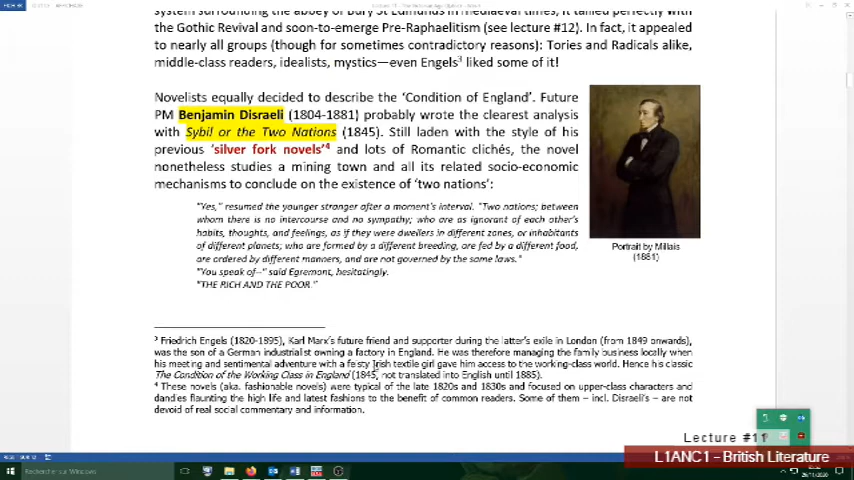 system surrounding the abbey of Bury St Edmunds in mediaeval times, it tallied perfectly with
the Gothic Revival and soon-to-emerge Pre-Raphaelitism (see lecture #12). In fact, it appealed
to nearly all groups (though for sometimes contradictory reasons): Tories and Radicals alike,
middle-class readers, idealists, mystics—even Engels³ liked some of it!
Novelists equally decided to describe the 'Condition of England'. Future
PM Benjamin Disraeli (1804-1881) probably wrote the clearest analysis
with Sybil or the Two Nations (1845). Still laden with the style of his
previous 'silver fork novels'⁴ and lots of Romantic clichés, the novel
nonetheless studies a mining town and all its related socio-economic
mechanisms to conclude on the existence of 'two nations':
"Yes," resumed the younger stranger after a moment's interval. "Two nations; between
whom there is no intercourse and no sympathy; who are as ignorant of each other's
habits, thoughts, and feelings, as if they were dwellers in different zones, or inhabitants
of different planets; who are formed by a different breeding, are fed by a different food,
are ordered by different manners, and are not governed by the same laws."
"You speak of--" said Egremont, hesitatingly.
"THE RICH AND THE POOR."
Portrait by Millais
(1881)
³ Friedrich Engels (1820-1895), Karl Marx's future friend and supporter during the latter's exile in London (from 1849 onwards),
was the son of a German industrialist owning a factory in England. He was therefore managing the family business locally when
his meeting and sentimental adventure with a feisty Irish textile girl gave him access to the working-class world. Hence his classic
The Condition of the Working Class in England (1845, not translated into English until 1885).
⁴ These novels (aka. fashionable novels) were typical of the late 1820s and 1830s and focused on upper-class characters and
dandies flaunting the high life and latest fashions to the benefit of common readers. Some of them – incl. Disraeli's – are not
devoid of real social commentary and information.
Lecture #11
L1ANC1 - British Literature
Rechercher sur Windows